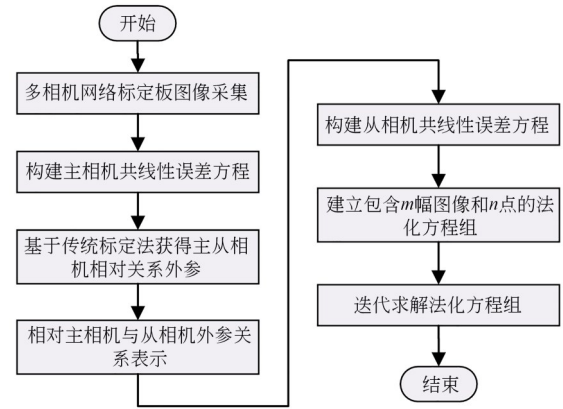 开始
多相机网络标定板图像采集
构建主相机共线性误差方程
基于传统标定法获得主从相
机相对关系外参
相对主相机与从相机外参关
系表示
构建从相机共线性误差方程
建立包含m幅图像和n点的法
化方程组
迭代求解法化方程组
结束